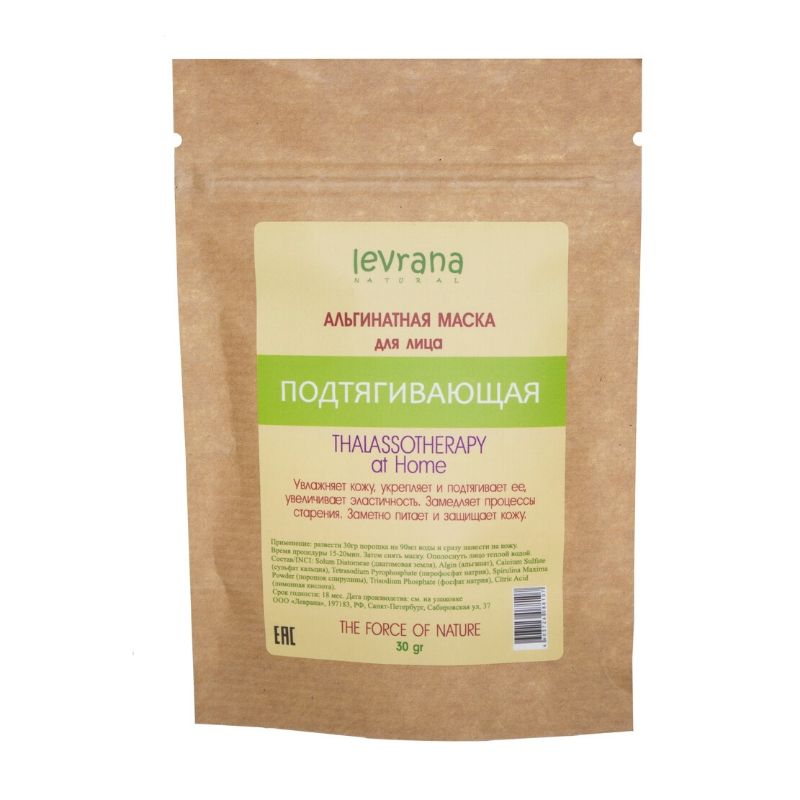 levrana
NATURAL
АЛЬГИНАТНАЯ МАСКА
для лица
ПОДТЯГИВАЮЩАЯ
THALASSOTHERAPY
at Home
Увлажняет кожу, укрепляет и подтягивает ее,
увеличивает эластичность. Замедляет процессы
старения. Заметно питает и защищает кожу.
Применение: развести 30гр порошка на 90мл воды и сразу нанести на кожу.
Время процедуры 15-20мин. Затем снять маску. Ополоснуть лицо теплой водой.
Состав/INCI: Solum Diatomeae (диатомовая земля), Algin (альгинат), Calcium Sulfate
(сульфат кальция), Tetrasodium Pyrophosphate (пирофосфат натрия), Spirulina Maxima
Powder (порошок спирулины), Trisodium Phosphate (фосфат натрия), Citric Acid
(лимонная кислота).
Срок годности: 18 мес. Дата производства: см. на упаковке
ООО «Леврана», 197183, РФ, Санкт-Петербург, Сабировская ул, 37
EAC
THE FORCE OF NATURE
30 gr